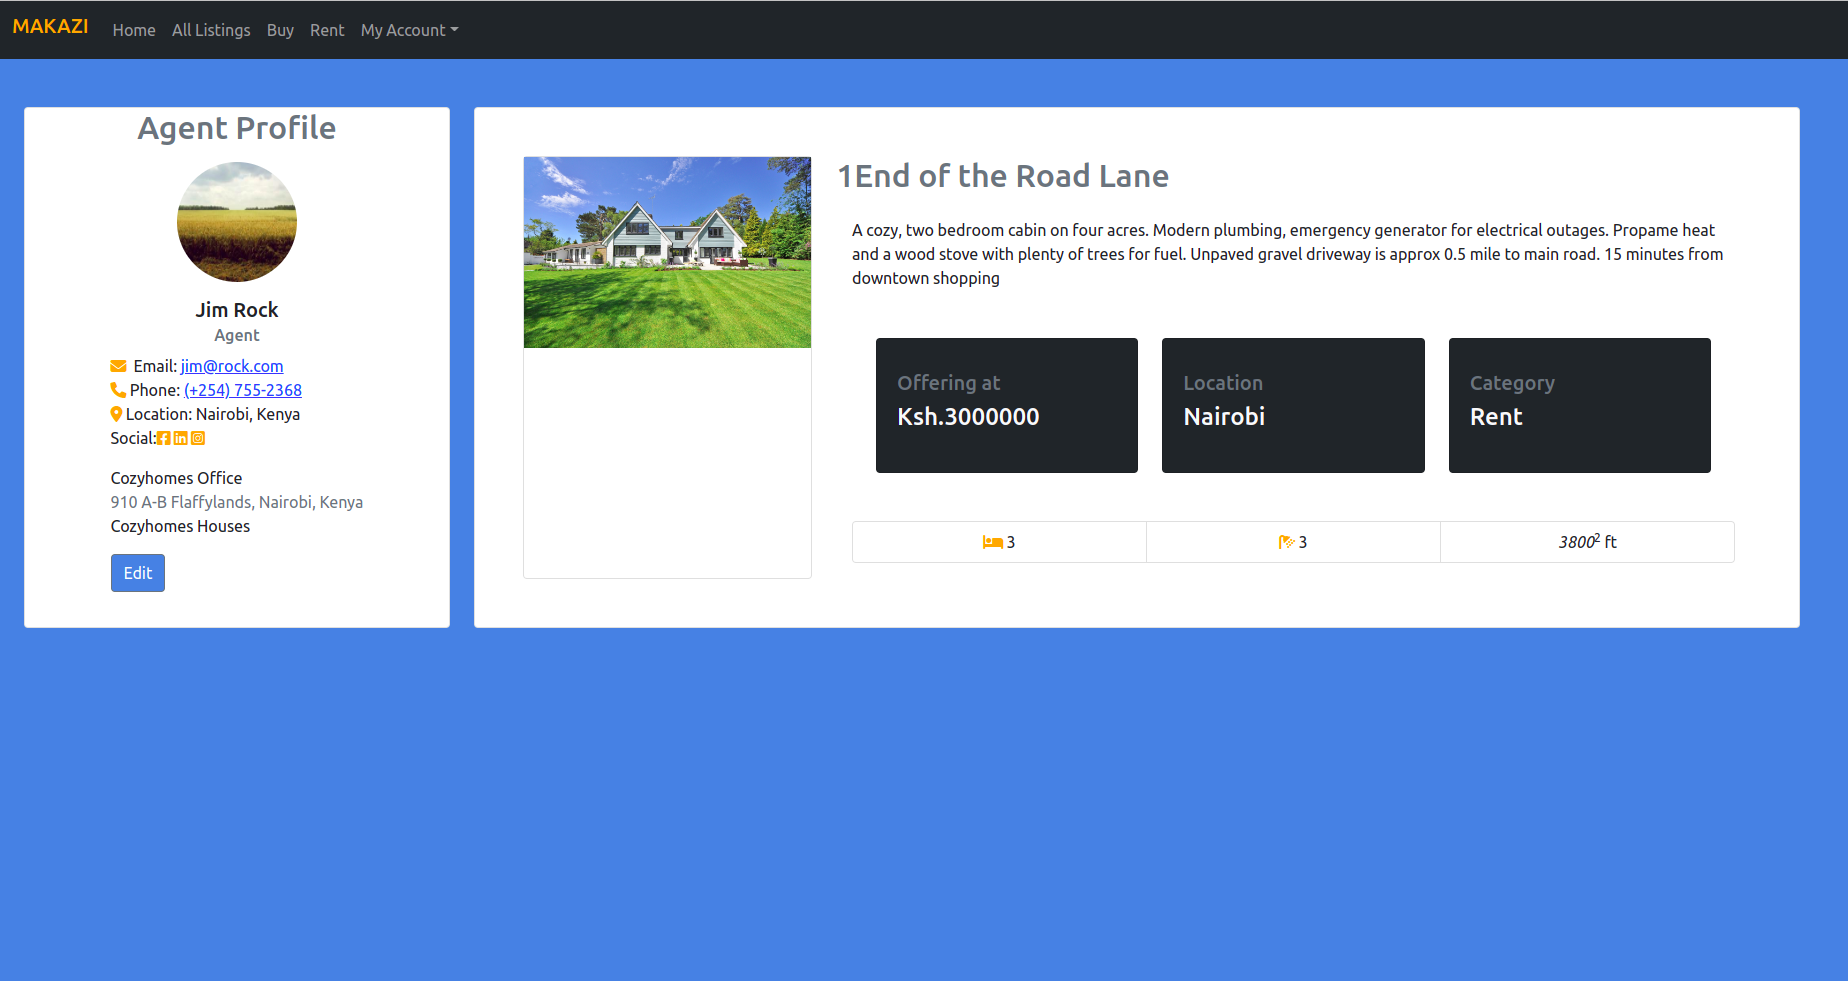 MAKAZI Home All Listings Buy Rent My Account
Agent Profile
Jim Rock
Agent
Email: jim@rock.com
Phone: (+254) 755-2368
Location: Nairobi, Kenya
Social:
Cozyhomes Office
910 A-B Flaffylands, Nairobi, Kenya
Cozyhomes Houses
Edit
1End of the Road Lane
A cozy, two bedroom cabin on four acres. Modern plumbing, emergency generator for electrical outages. Propame heat
and a wood stove with plenty of trees for fuel. Unpaved gravel driveway is approx 0.5 mile to main road. 15 minutes from
downtown shopping
Offering at
Ksh.3000000
Location
Nairobi
Category
Rent
3
3
3800² ft